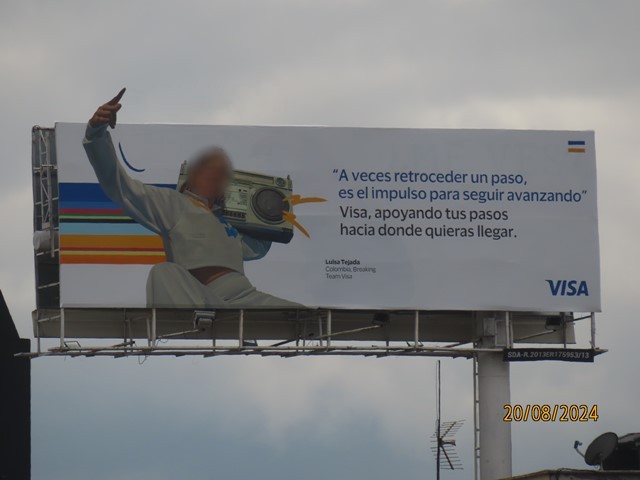 “A veces retroceder un paso,
es el impulso para seguir avanzando”
Visa, apoyando tus pasos
hacia donde quieras llegar.
Luisa Tejada
Colombia, Breaking
Team Visa
VISA
20/08/2024